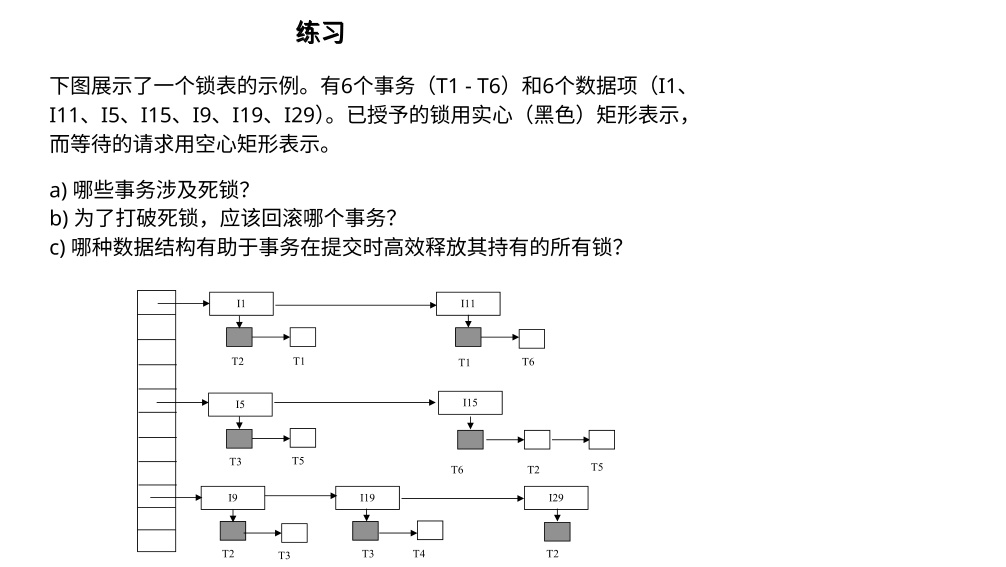 练习
下图展示了一个锁表的示例。有6个事务（T1 - T6）和6个数据项（I1、
I11、I5、I15、I9、I19、I29）。已授予的锁用实心（黑色）矩形表示，
而等待的请求用空心矩形表示。
a) 哪些事务涉及死锁？
b) 为了打破死锁，应该回滚哪个事务？
c) 哪种数据结构有助于事务在提交时高效释放其持有的所有锁？
I1 I11
T2 T1 T1 T6
I5 I15
T3 T5 T6 T2 T5
I9 I19 I29
T2 T3 T3 T4 T2